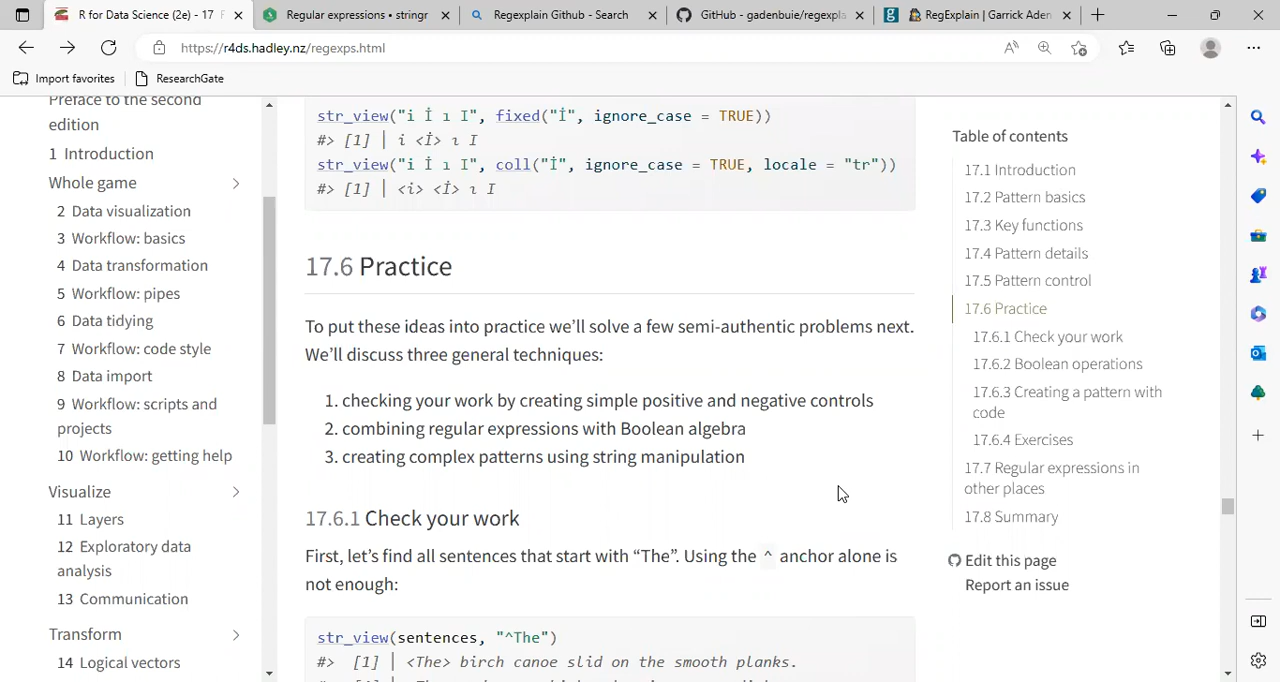 R for Data Science (2e) - 17
Regular expressions • stringr
Regexplain Github - Search
GitHub - gadenbuie/regexpla
RegExplain | Garrick Aden
https://r4ds.hadley.nz/regexps.html
Import favorites
ResearchGate
Preface to the second
edition
1 Introduction
Whole game
2 Data visualization
3 Workflow: basics
4 Data transformation
5 Workflow: pipes
6 Data tidying
7 Workflow: code style
8 Data import
9 Workflow: scripts and
projects
10 Workflow: getting help
Visualize
11 Layers
12 Exploratory data
analysis
13 Communication
Transform
14 Logical vectors
str_view("i İ ı I", fixed("İ", ignore_case = TRUE))
#> [1] │ i <İ> ı I
str_view("i İ ı I", coll("İ", ignore_case = TRUE, locale = "tr"))
#> [1] │ <i> <İ> ı I
17.6 Practice
To put these ideas into practice we’ll solve a few semi-authentic problems next.
We’ll discuss three general techniques:
1. checking your work by creating simple positive and negative controls
2. combining regular expressions with Boolean algebra
3. creating complex patterns using string manipulation
17.6.1 Check your work
First, let’s find all sentences that start with “The”. Using the ^ anchor alone is
not enough:
str_view(sentences, "^The")
#> [1] │ <The> birch canoe slid on the smooth planks.
Table of contents
17.1 Introduction
17.2 Pattern basics
17.3 Key functions
17.4 Pattern details
17.5 Pattern control
17.6 Practice
17.6.1 Check your work
17.6.2 Boolean operations
17.6.3 Creating a pattern with
code
17.6.4 Exercises
17.7 Regular expressions in
other places
17.8 Summary
Edit this page
Report an issue